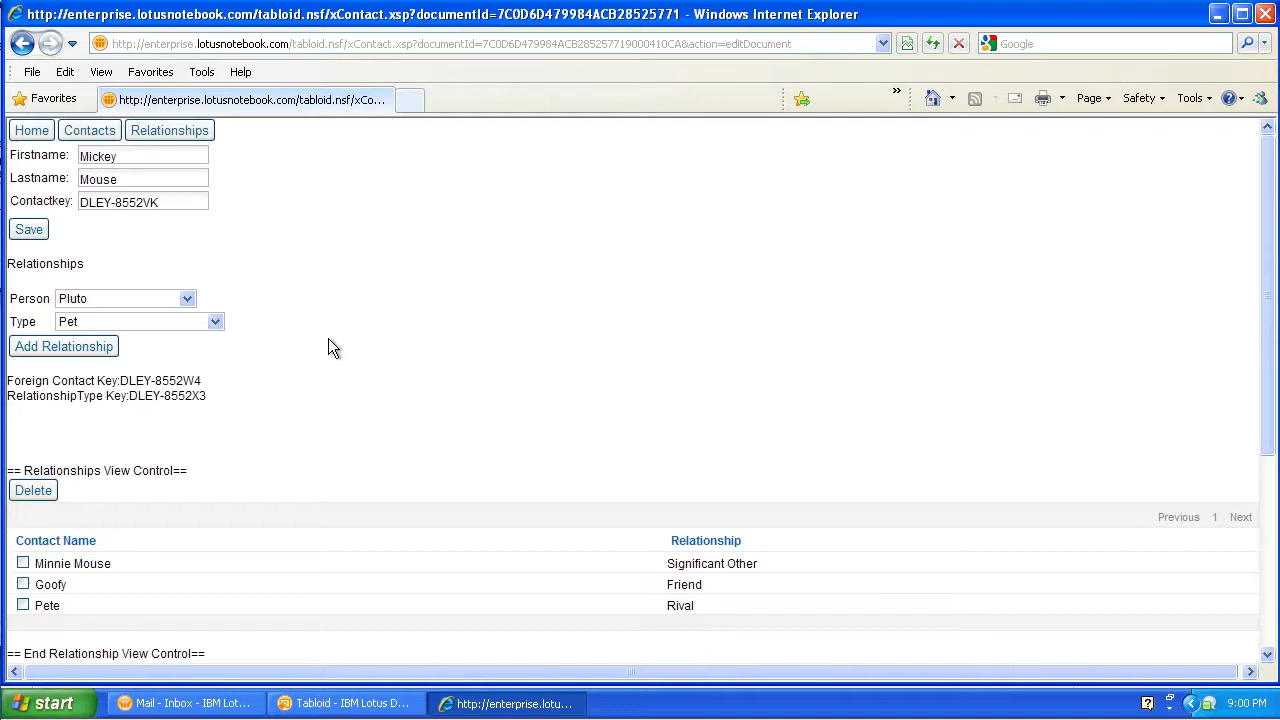 http://enterprise.lotusnotebook.com/tabloid.nsf/xContact.xsp?documentId=7C0D6D479984ACB28525771 - Windows Internet Explorer
http://enterprise.lotusnotebook.com/tabloid.nsf/xContact.xsp?documentId=7C0D6D479984ACB285257719000410CA&action=editDocument
Google
File Edit View Favorites Tools Help
Favorites http://enterprise.lotusnotebook.com/tabloid.nsf/xCo... » Page Safety Tools
Home Contacts Relationships
Firstname: Mickey
Lastname: Mouse
Contactkey: DLEY-8552VK
Save
Relationships
Person Pluto
Type Pet
Add Relationship
Foreign Contact Key:DLEY-8552W4
RelationshipType Key:DLEY-8552X3
== Relationships View Control==
Delete
Previous 1 Next
Contact Name Relationship
Minnie Mouse Significant Other
Goofy Friend
Pete Rival
== End Relationship View Control==
start Mail - Inbox - IBM Lot... Tabloid - IBM Lotus D... http://enterprise.lotu... 9:00 PM